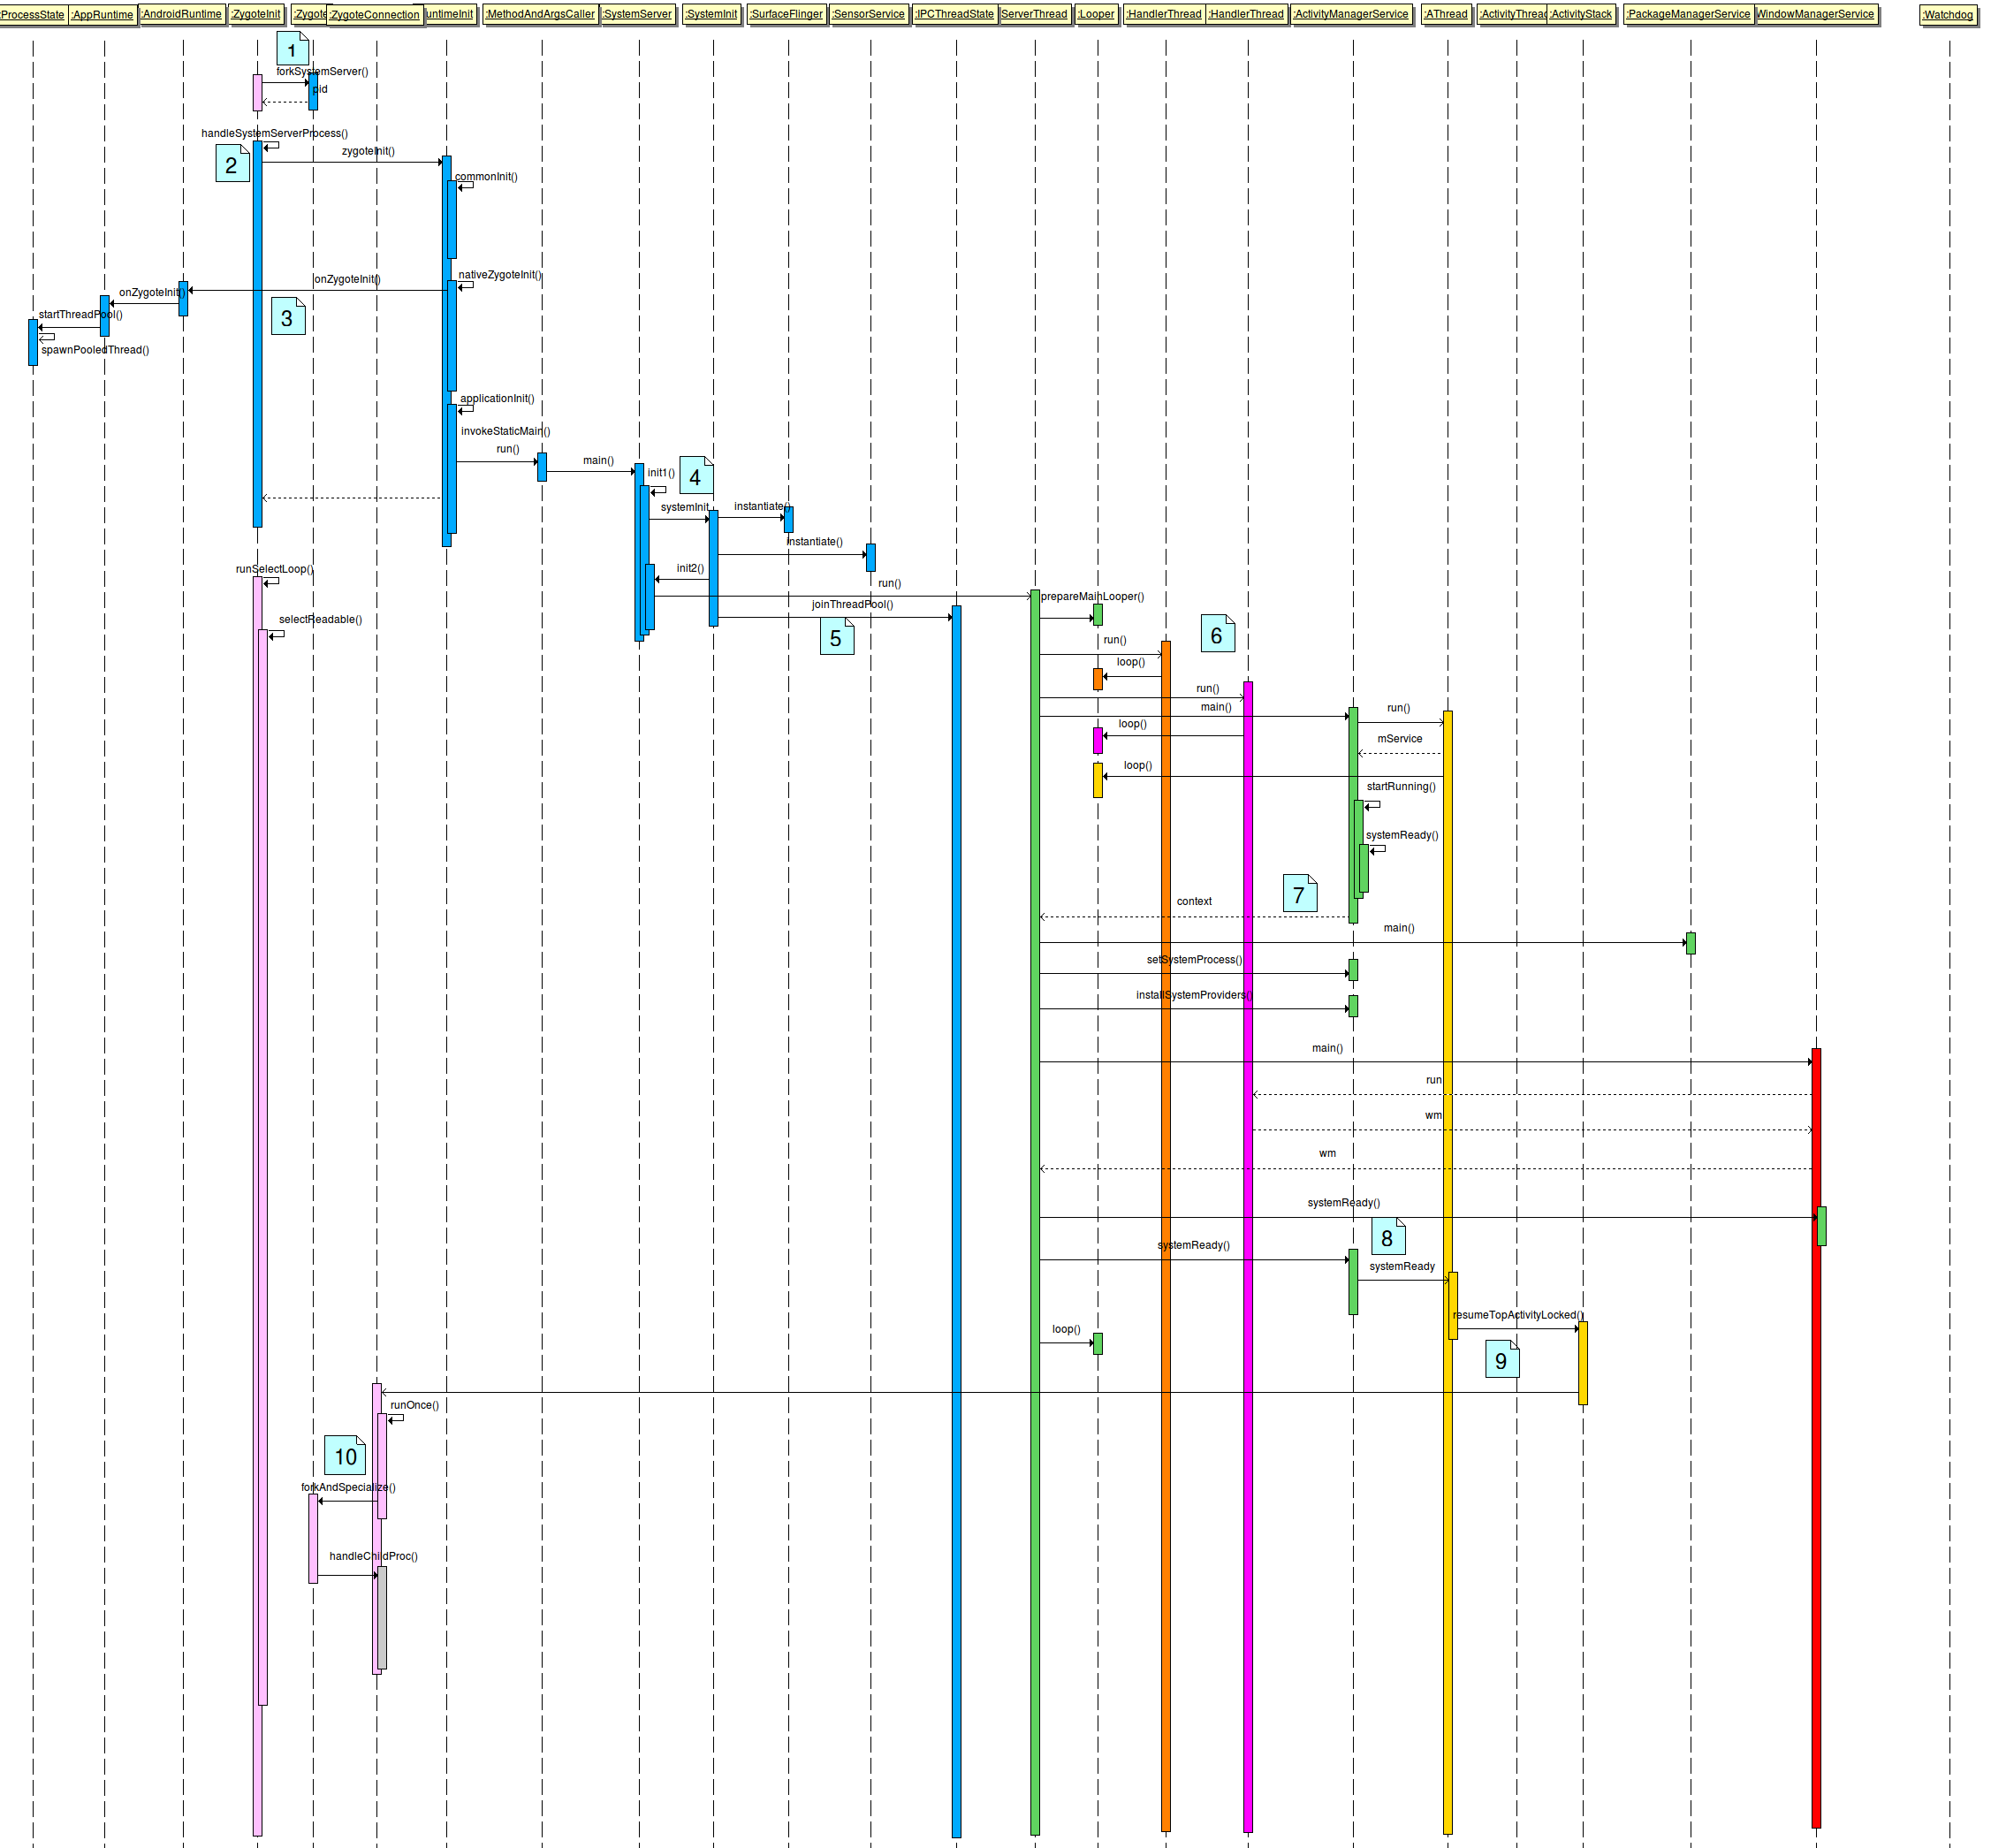 :ProcessState
:AppRuntime
:AndroidRuntime
:ZygoteInit
:Zygote
:ZygoteConnection
untimeInit
:MethodAndArgsCaller
:SystemServer
:SystemInit
:SurfaceFlinger
:SensorService
:IPCThreadState
ServerThread
:Looper
:HandlerThread
:HandlerThread
:ActivityManagerService
:AThread
:ActivityThread
:ActivityStack
:PackageManagerService
WindowManagerService
:Watchdog
1
forkSystemServer()
pid
handleSystemServerProcess()
2
zygoteInit()
commonInit()
nativeZygoteInit()
onZygoteInit()
onZygoteInit()
3
startThreadPool()
spawnPooledThread()
applicationInit()
invokeStaticMain()
run()
main()
init1()
4
systemInit
instantiate()
instantiate()
init2()
runSelectLoop()
run()
prepareMainLooper()
joinThreadPool()
selectReadable()
5
6
run()
loop()
run()
main()
run()
loop()
mService
loop()
startRunning()
systemReady()
7
context
main()
setSystemProcess()
installSystemProviders()
main()
run
wm
wm
systemReady()
8
systemReady()
systemReady
resumeTopActivityLocked()
loop()
9
runOnce()
10
forkAndSpecialize()
handleChildProc()